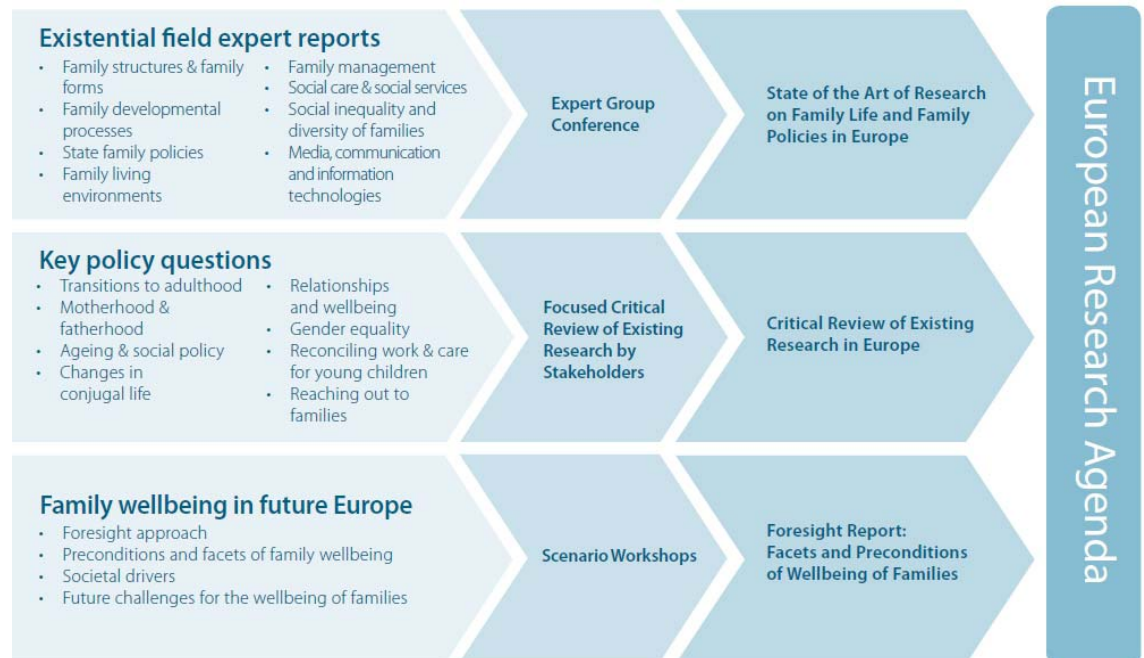 Existential field expert reports
• Family structures & family
forms
• Family developmental
processes
• State family policies
• Family living
environments
• Family management
• Social care & social services
• Social inequality and
diversity of families
• Media, communication
and information
technologies
Expert Group
Conference
State of the Art of Research
on Family Life and Family
Policies in Europe
Key policy questions
• Transitions to adulthood
• Motherhood &
fatherhood
• Ageing & social policy
• Changes in
conjugal life
• Relationships
and wellbeing
• Gender equality
• Reconciling work & care
for young children
• Reaching out to
families
Focused Critical
Review of Existing
Research by
Stakeholders
Critical Review of Existing
Research in Europe
Family wellbeing in future Europe
• Foresight approach
• Preconditions and facets of family wellbeing
• Societal drivers
• Future challenges for the wellbeing of families
Scenario Workshops
Foresight Report:
Facets and Preconditions
of Wellbeing of Families
European Research Agenda